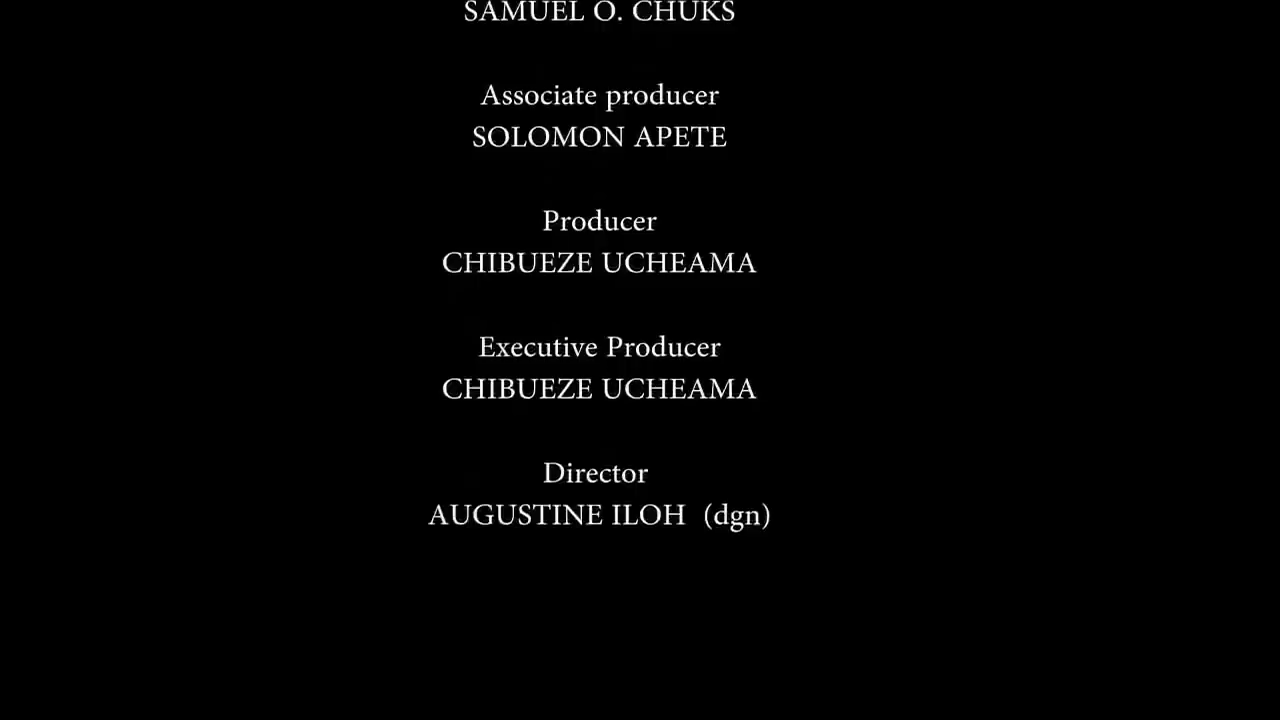 SAMUEL O. CHUKS
Associate producer
SOLOMON APETE
Producer
CHIBUEZE UCHEAMA
Executive Producer
CHIBUEZE UCHEAMA
Director
AUGUSTINE ILOH (dgn)